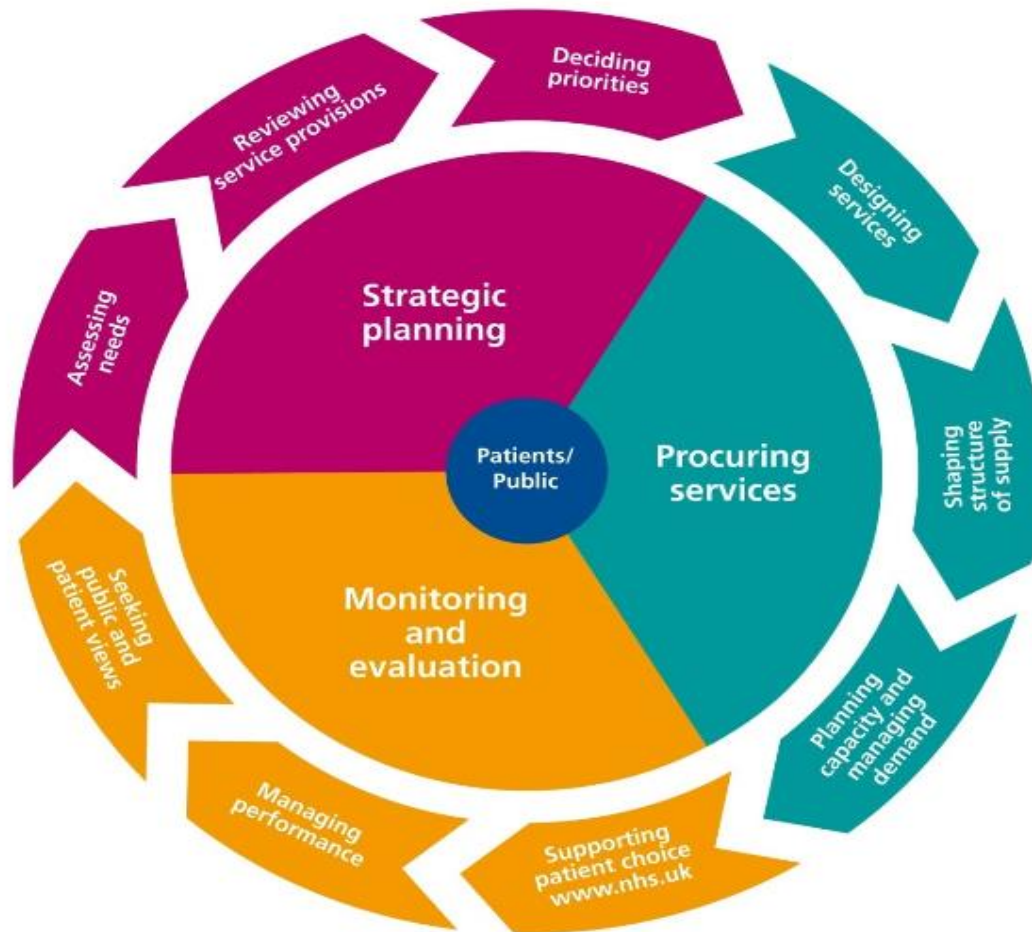 Deciding
priorities
Designing
services
Shaping
structure
of supply
Planning
capacity and
managing
demand
Supporting
patient choice
www.nhs.uk
Managing
performance
Seeking
public and
patient views
Assessing
needs
Reviewing
service provisions
Strategic
planning
Procuring
services
Monitoring
and
evaluation
Patients/
Public